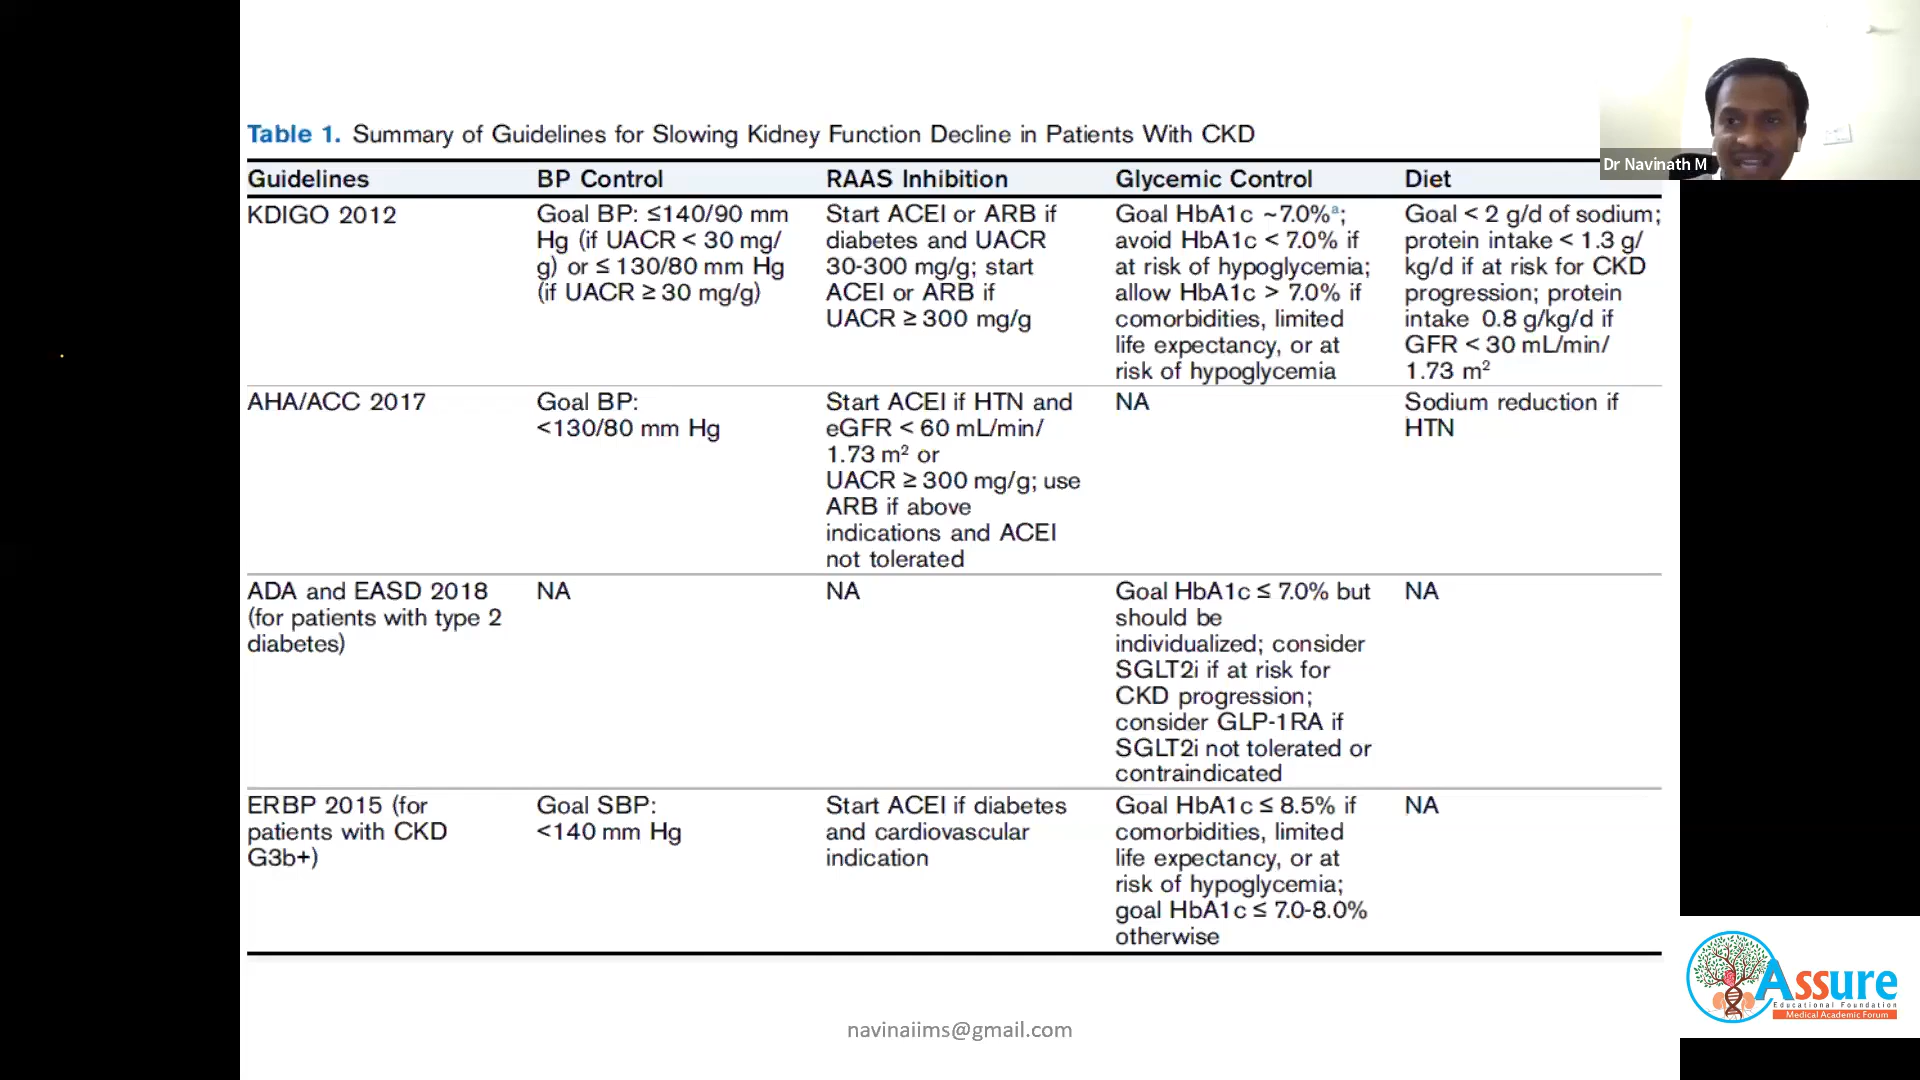 Table 1. Summary of Guidelines for Slowing Kidney Function Decline in Patients With CKD
Guidelines
BP Control
RAAS Inhibition
Glycemic Control
Diet
KDIGO 2012
Goal BP: ≤140/90 mm
Hg (if UACR < 30 mg/
g) or ≤ 130/80 mm Hg
(if UACR ≥ 30 mg/g)
Start ACEI or ARB if
diabetes and UACR
30-300 mg/g; start
ACEI or ARB if
UACR ≥ 300 mg/g
Goal HbA1c ~7.0%ª;
avoid HbA1c < 7.0% if
at risk of hypoglycemia;
allow HbA1c > 7.0% if
comorbidities, limited
life expectancy, or at
risk of hypoglycemia
Goal < 2 g/d of sodium;
protein intake < 1.3 g/
kg/d if at risk for CKD
progression; protein
intake 0.8 g/kg/d if
GFR < 30 mL/min/
1.73 m²
AHA/ACC 2017
Goal BP:
<130/80 mm Hg
Start ACEI if HTN and
eGFR < 60 mL/min/
1.73 m² or
UACR ≥ 300 mg/g; use
ARB if above
indications and ACEI
not tolerated
NA
Sodium reduction if
HTN
ADA and EASD 2018
(for patients with type 2
diabetes)
NA
NA
Goal HbA1c ≤ 7.0% but
should be
individualized; consider
SGLT2i if at risk for
CKD progression;
consider GLP-1RA if
SGLT2i not tolerated or
contraindicated
NA
ERBP 2015 (for
patients with CKD
G3b+)
Goal SBP:
<140 mm Hg
Start ACEI if diabetes
and cardiovascular
indication
Goal HbA1c ≤ 8.5% if
comorbidities, limited
life expectancy, or at
risk of hypoglycemia;
goal HbA1c ≤ 7.0-8.0%
otherwise
NA
navinaiims@gmail.com
Dr Navinath M
Assure
Educational Foundation
Medical Academic Forum